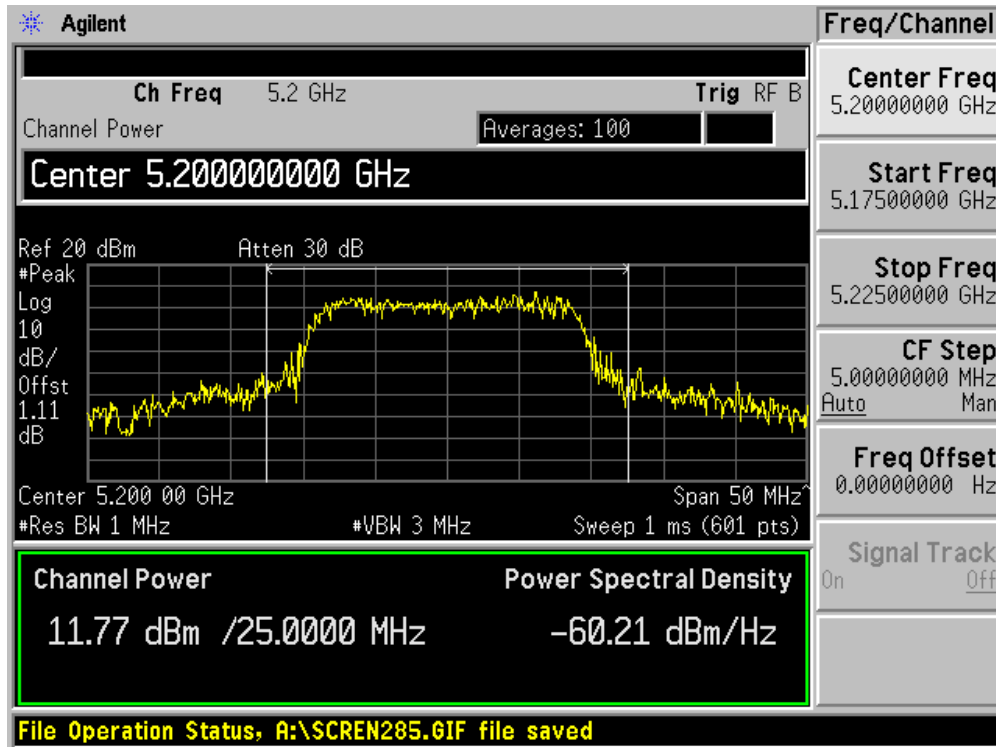 Agilent
Freq/Channel
Ch Freq 5.2 GHz Trig RF B
Channel Power Averages: 100
Center 5.200000000 GHz
Ref 20 dBm Atten 30 dB
#Peak
Log
10
dB/
Offst
1.11
dB
Center 5.200 00 GHz Span 50 MHz^
#Res BW 1 MHz #VBW 3 MHz Sweep 1 ms (601 pts)
Channel Power Power Spectral Density
11.77 dBm /25.0000 MHz -60.21 dBm/Hz
File Operation Status, A:\SCREN285.GIF file saved
Center Freq
5.20000000 GHz
Start Freq
5.17500000 GHz
Stop Freq
5.22500000 GHz
CF Step
5.00000000 MHz
Auto Man
Freq Offset
0.00000000 Hz
Signal Track
On Off